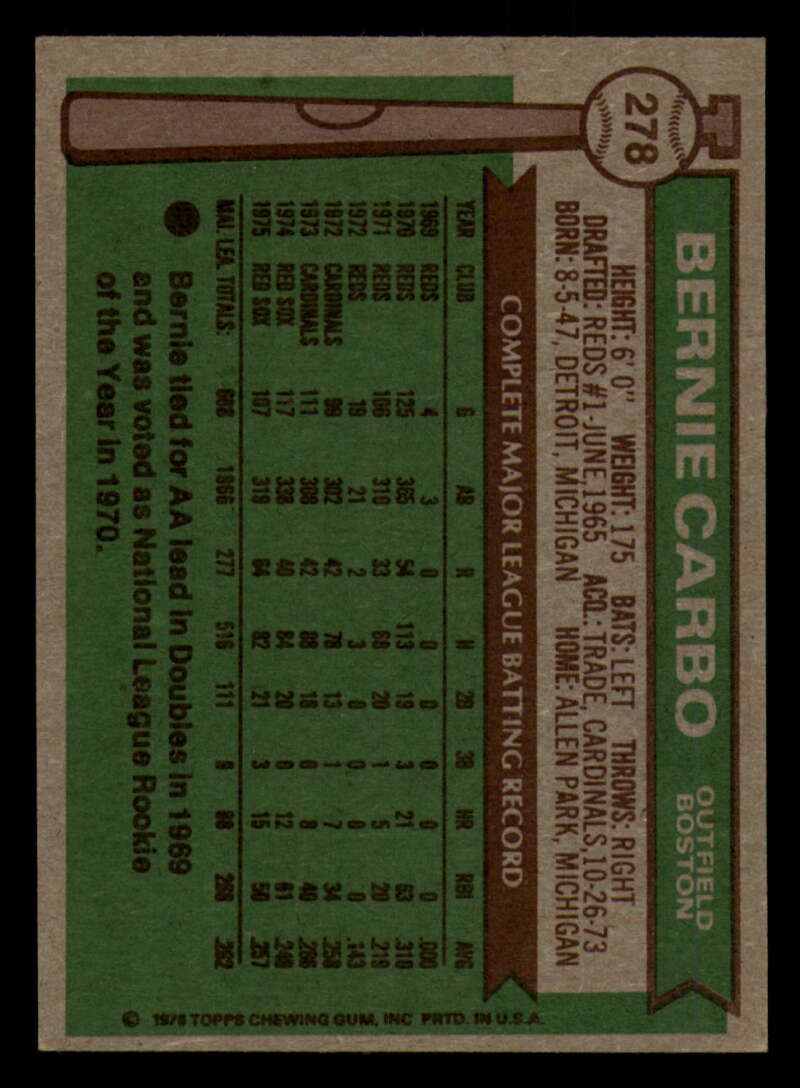 278
BERNIE CARBO
OUTFIELD
BOSTON
HEIGHT: 6' 0" WEIGHT: 175 BATS: LEFT THROWS: RIGHT
DRAFTED: REDS #1-JUNE, 1965 ACQ.: TRADE, CARDINALS, 10-26-73
BORN: 8-5-47, DETROIT, MICHIGAN HOME: ALLEN PARK, MICHIGAN
COMPLETE MAJOR LEAGUE BATTING RECORD
YEAR CLUB G AB R H 2B 3B HR RBI AVG
1969 REDS 4 3 0 0 0 0 0 0 .000
1970 REDS 125 365 54 113 19 3 21 63 .310
1971 REDS 106 310 33 68 20 1 5 20 .219
1972 REDS 19 21 2 3 0 0 0 0 .143
1972 CARDINALS 99 302 42 78 13 1 7 34 .258
1973 CARDINALS 111 308 42 88 18 0 8 40 .286
1974 RED SOX 117 338 40 84 20 0 12 61 .249
1975 RED SOX 107 319 64 82 21 3 15 50 .257
MAJ. LEA. TOTALS: 688 1966 277 516 111 8 68 268 .262
Bernie tied for AA lead in Doubles in 1969
and was voted as National League Rookie
of the Year in 1970.
© 1976 TOPPS CHEWING GUM, INC PRTD. IN U.S.A.